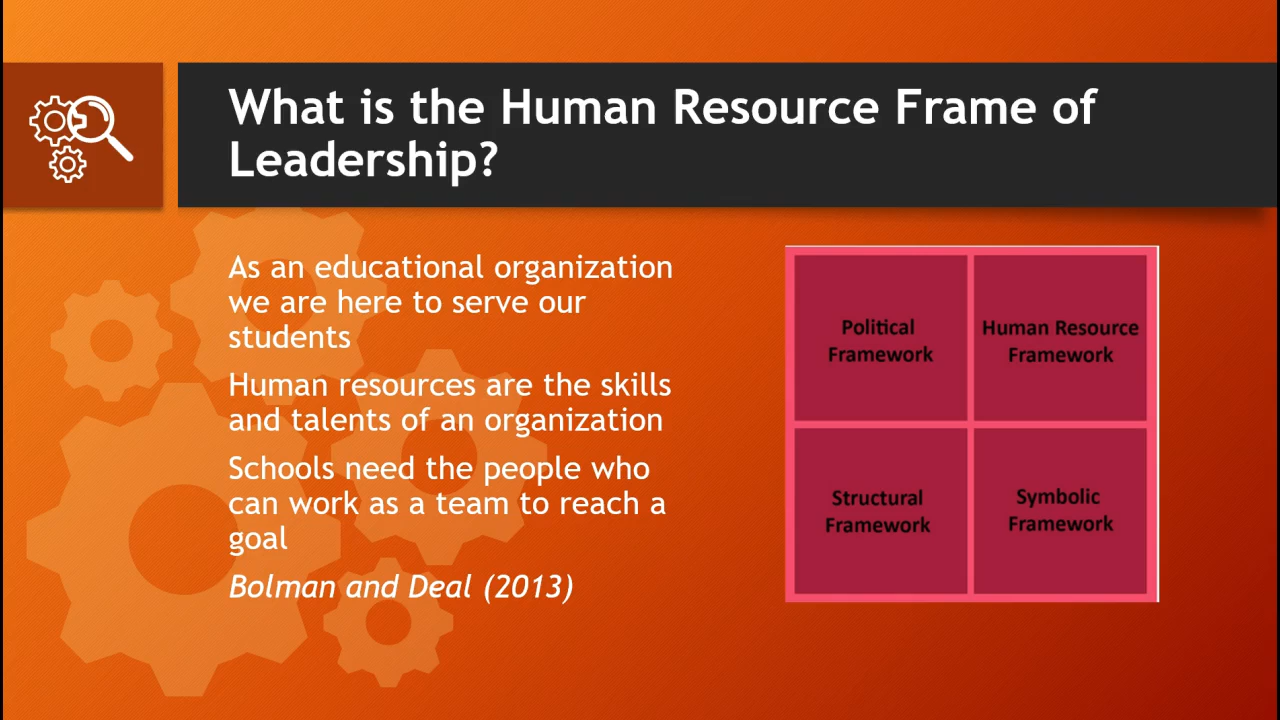 What is the Human Resource Frame of
Leadership?
As an educational organization
we are here to serve our
students
Human resources are the skills
and talents of an organization
Schools need the people who
can work as a team to reach a
goal
Bolman and Deal (2013)
Political
Framework
Human Resource
Framework
Structural
Framework
Symbolic
Framework